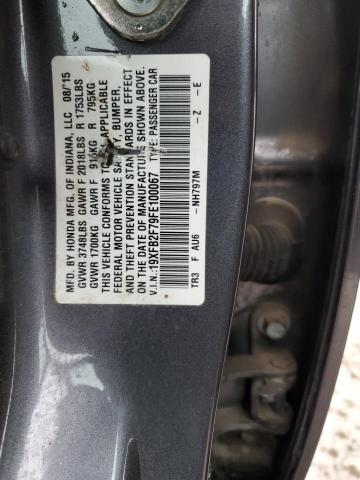 MFD. BY HONDA MFG. OF INDIANA, LLC 08/15
GVWR 3748LBS GAWR F 2018LBS R 1753LBS
GVWR 1700KG GAWR F 915KG R 795KG
THIS VEHICLE CONFORMS TO ALL APPLICABLE
FEDERAL MOTOR VEHICLE SAFETY, BUMPER,
AND THEFT PREVENTION STANDARDS IN EFFECT
ON THE DATE OF MANUFACTURE SHOWN ABOVE.
V.I.N.:19XFB2F79FE100067 TYPE: PASSENGER CAR
TR3 F AU6 -NH797M -Z -E